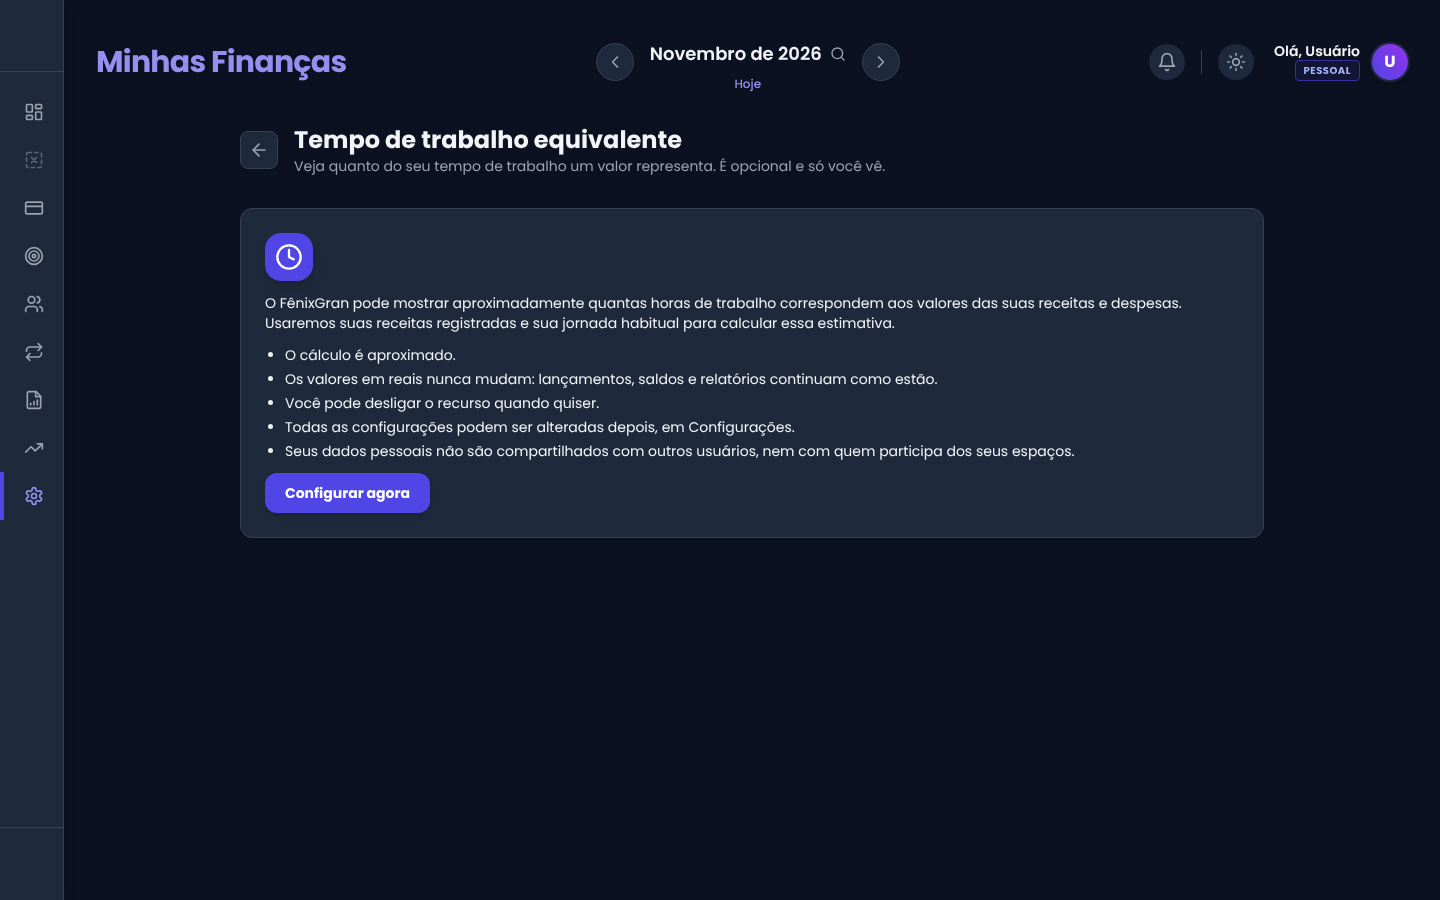 Minhas Finanças
Novembro de 2026
Hoje
Olá, Usuário
PESSOAL
U
Tempo de trabalho equivalente
Veja quanto do seu tempo de trabalho um valor representa. É opcional e só você vê.
O FênixGran pode mostrar aproximadamente quantas horas de trabalho correspondem aos valores das suas receitas e despesas.
Usaremos suas receitas registradas e sua jornada habitual para calcular essa estimativa.
• O cálculo é aproximado.
• Os valores em reais nunca mudam: lançamentos, saldos e relatórios continuam como estão.
• Você pode desligar o recurso quando quiser.
• Todas as configurações podem ser alteradas depois, em Configurações.
• Seus dados pessoais não são compartilhados com outros usuários, nem com quem participa dos seus espaços.
Configurar agora